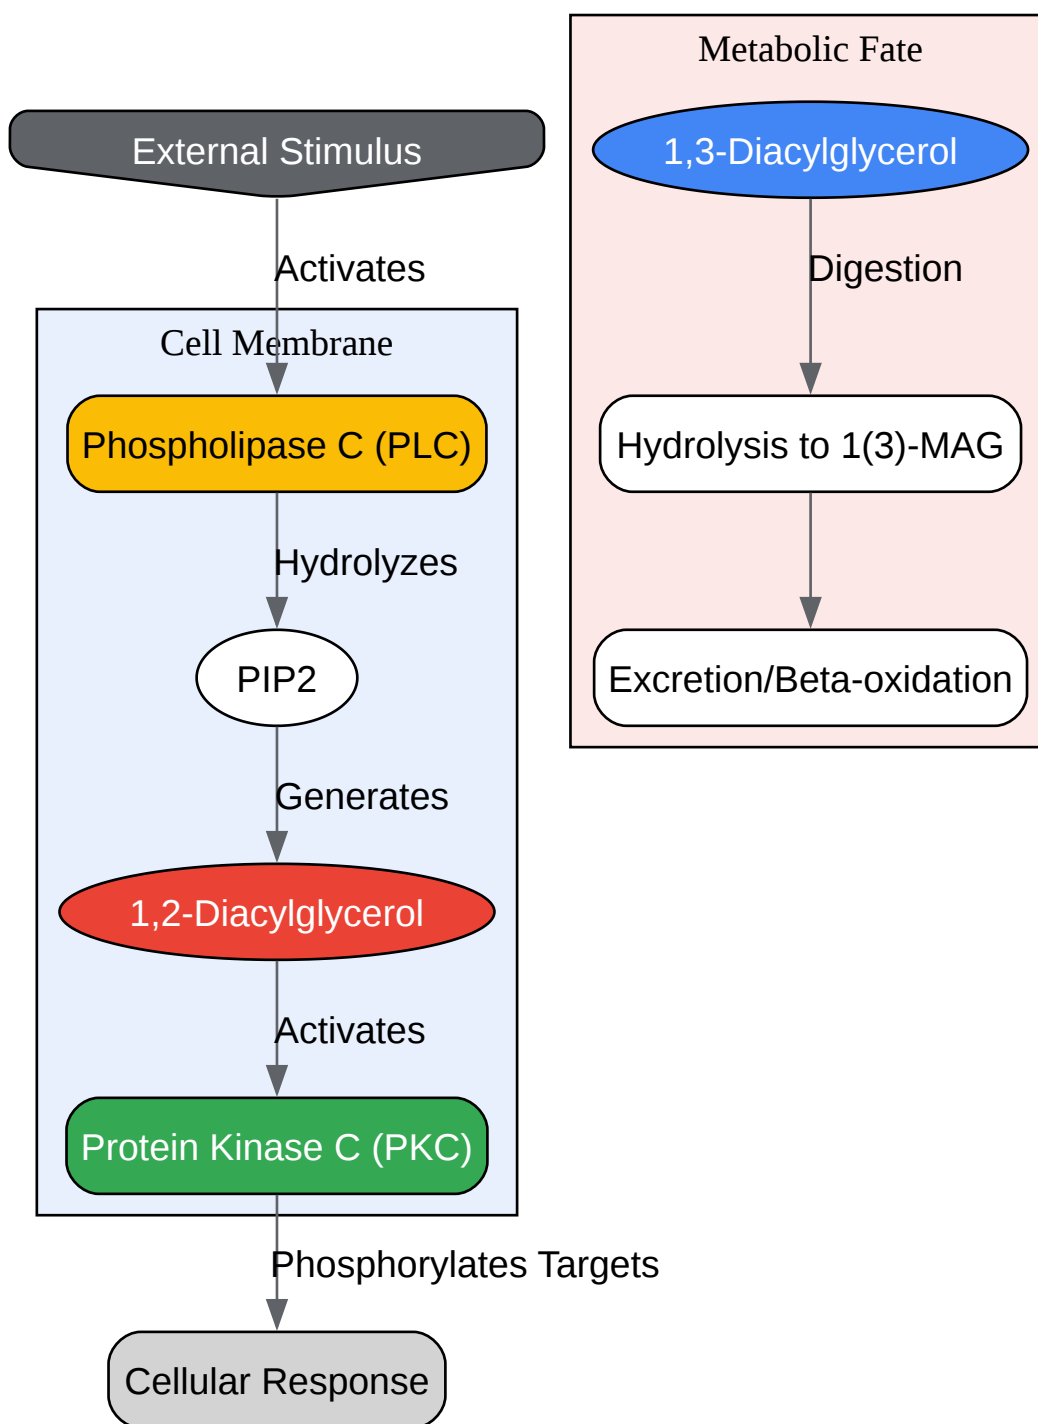 External Stimulus
Activates
Cell Membrane
Phospholipase C (PLC)
Hydrolyzes
PIP2
Generates
1,2-Diacylglycerol
Activates
Protein Kinase C (PKC)
Phosphorylates Targets
Cellular Response
Metabolic Fate
1,3-Diacylglycerol
Digestion
Hydrolysis to 1(3)-MAG
Excretion/Beta-oxidation